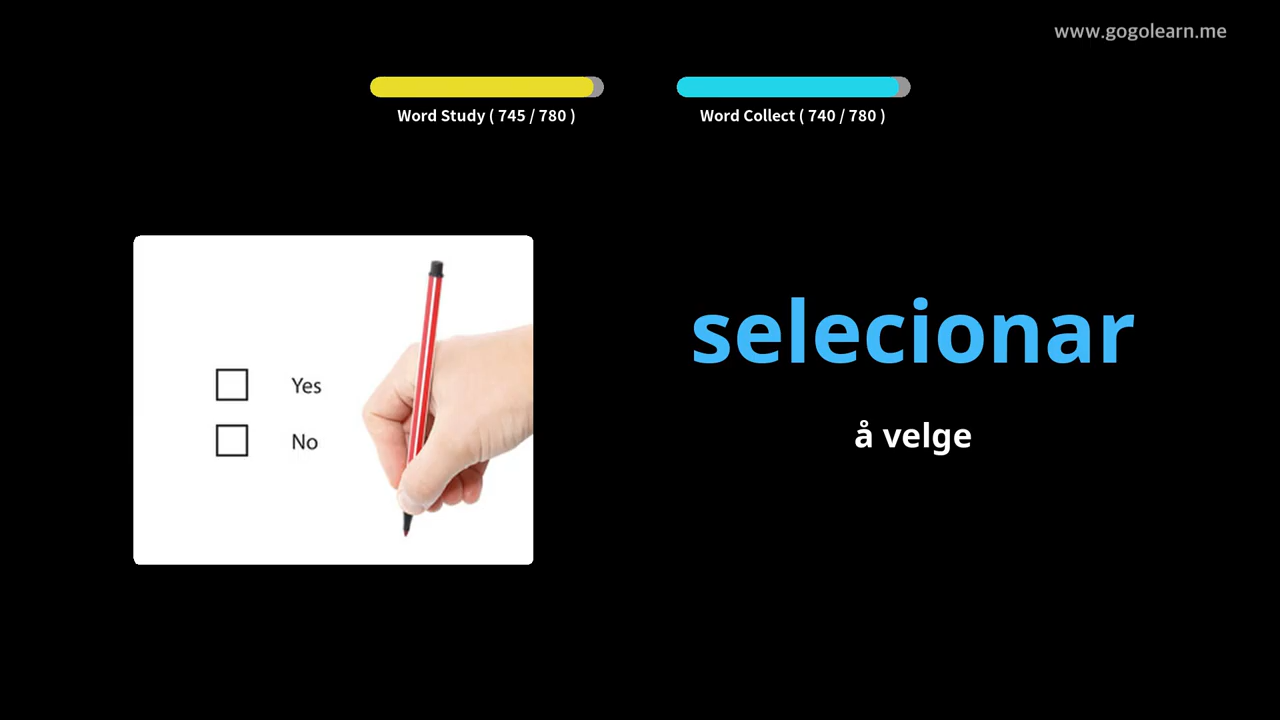 www.gogolearn.me
Word Study ( 745 / 780 )
Word Collect ( 740 / 780 )
Yes
No
selecionar
å velge